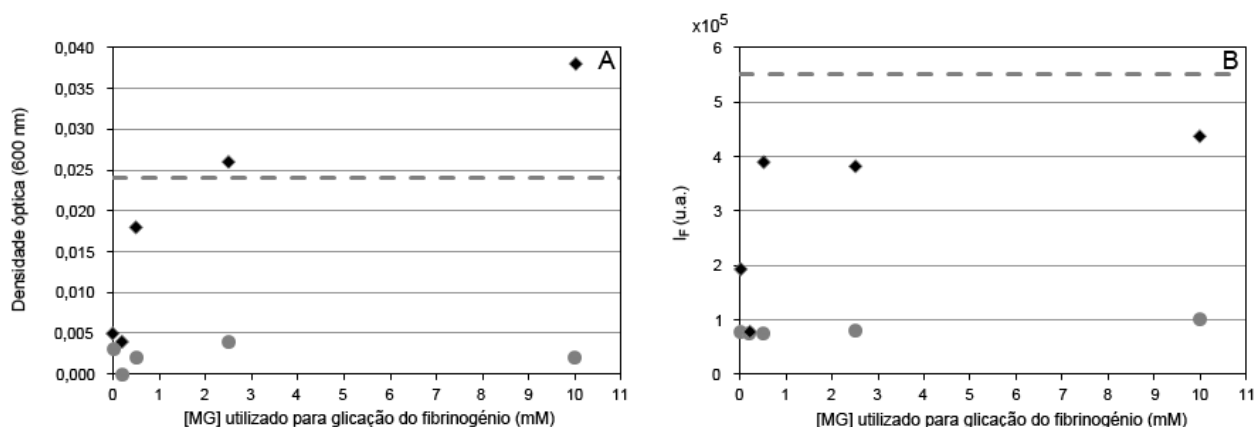 A
Densidade óptica (600 nm)
0,040
0,035
0,030
0,025
0,020
0,015
0,010
0,005
0,000
0 1 2 3 4 5 6 7 8 9 10 11
[MG] utilizado para glicação do fibrinogénio (mM)
x10⁵
B
I_F (u.a.)
6
5
4
3
2
1
0
0 1 2 3 4 5 6 7 8 9 10 11
[MG] utilizado para glicação do fibrinogénio (mM)